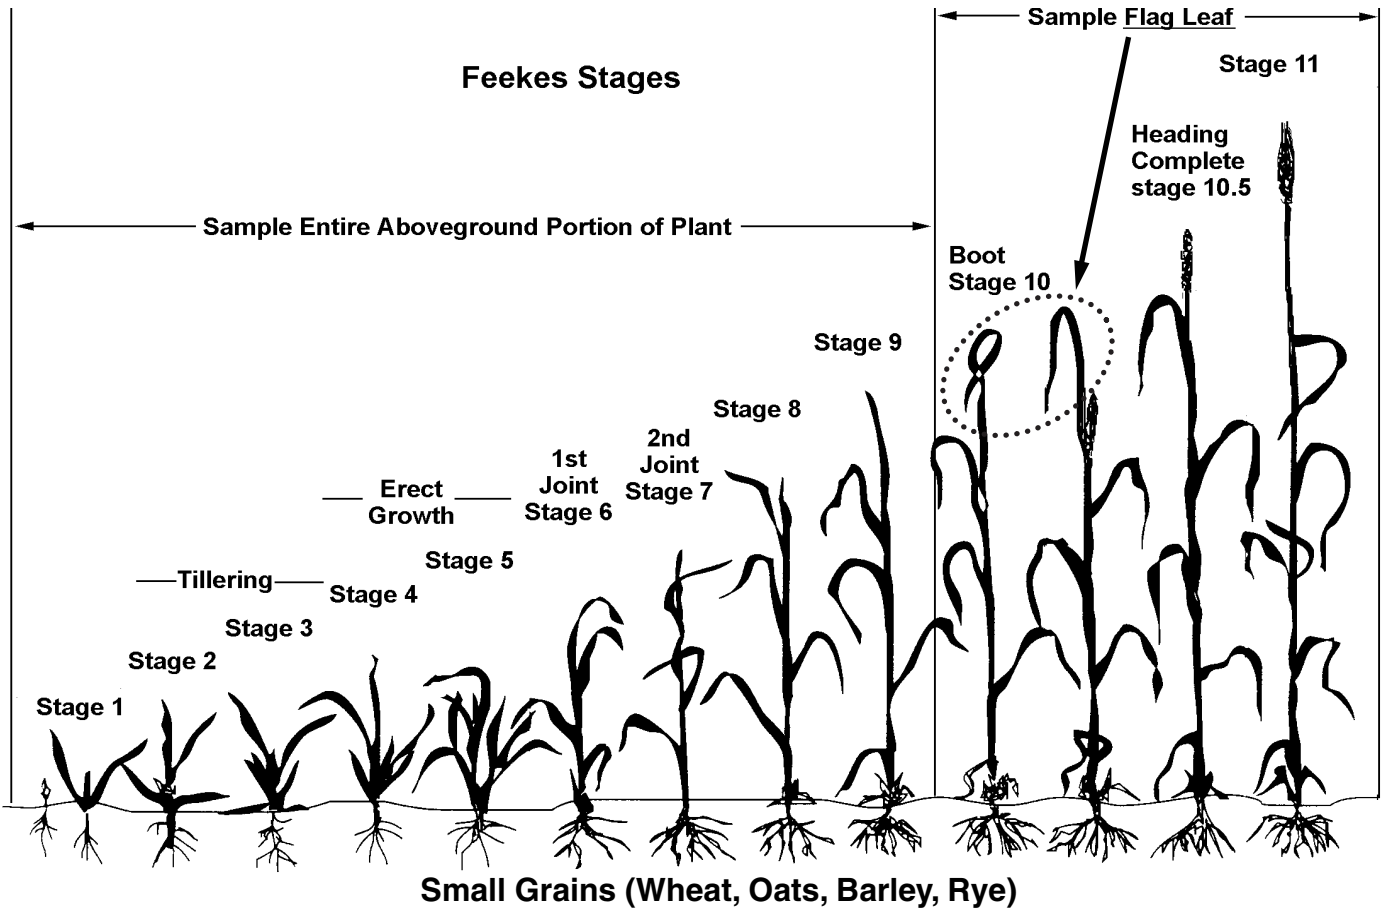 Sample Flag Leaf
Feekes Stages
Stage 11
Heading
Complete
stage 10.5
Sample Entire Aboveground Portion of Plant
Boot
Stage 10
Stage 9
Stage 8
2nd
Joint
Stage 7
1st
Joint
Stage 6
Erect
Growth
Stage 5
Tillering
Stage 4
Stage 3
Stage 2
Stage 1
Small Grains (Wheat, Oats, Barley, Rye)